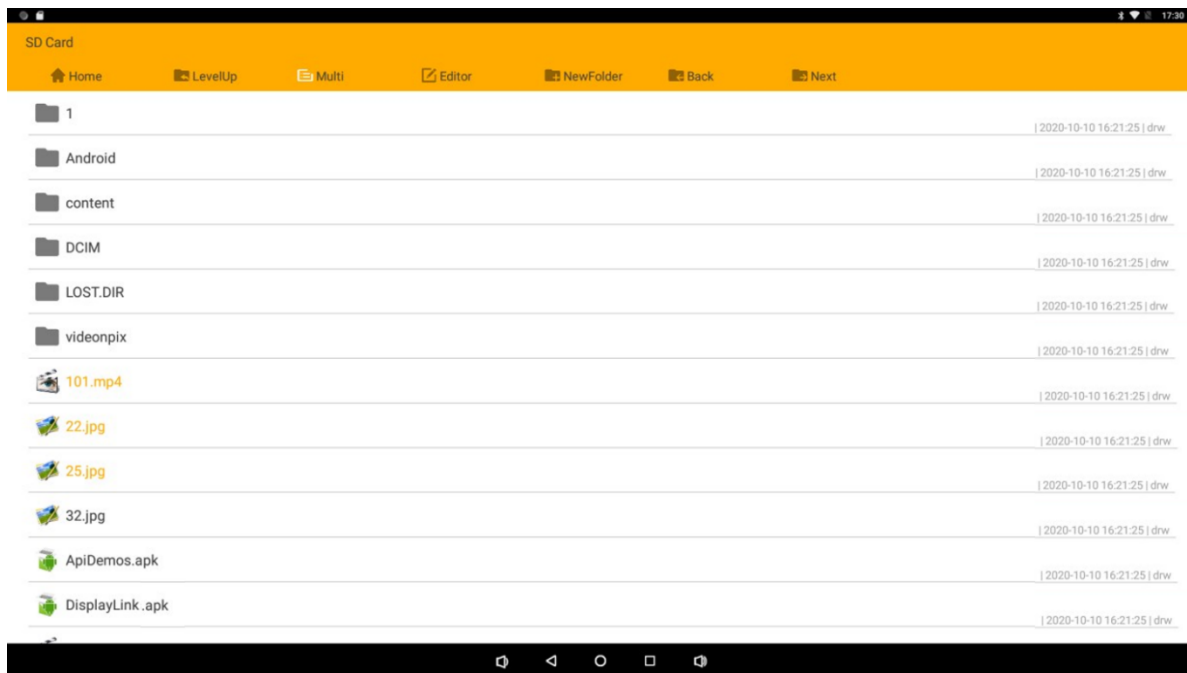 17:30
SD Card
Home LevelUp Multi Editor NewFolder Back Next
1
| 2020-10-10 16:21:25 | drw
Android
| 2020-10-10 16:21:25 | drw
content
| 2020-10-10 16:21:25 | drw
DCIM
| 2020-10-10 16:21:25 | drw
LOST.DIR
| 2020-10-10 16:21:25 | drw
videonpix
| 2020-10-10 16:21:25 | drw
101.mp4
| 2020-10-10 16:21:25 | drw
22.jpg
| 2020-10-10 16:21:25 | drw
25.jpg
| 2020-10-10 16:21:25 | drw
32.jpg
| 2020-10-10 16:21:25 | drw
ApiDemos.apk
| 2020-10-10 16:21:25 | drw
DisplayLink.apk
| 2020-10-10 16:21:25 | drw